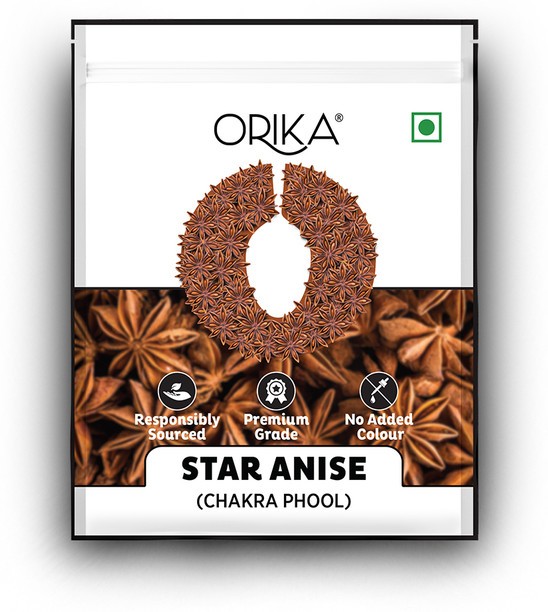 ORIKA®
Responsibly
Sourced
Premium
Grade
No Added
Colour
STAR ANISE
(CHAKRA PHOOL)